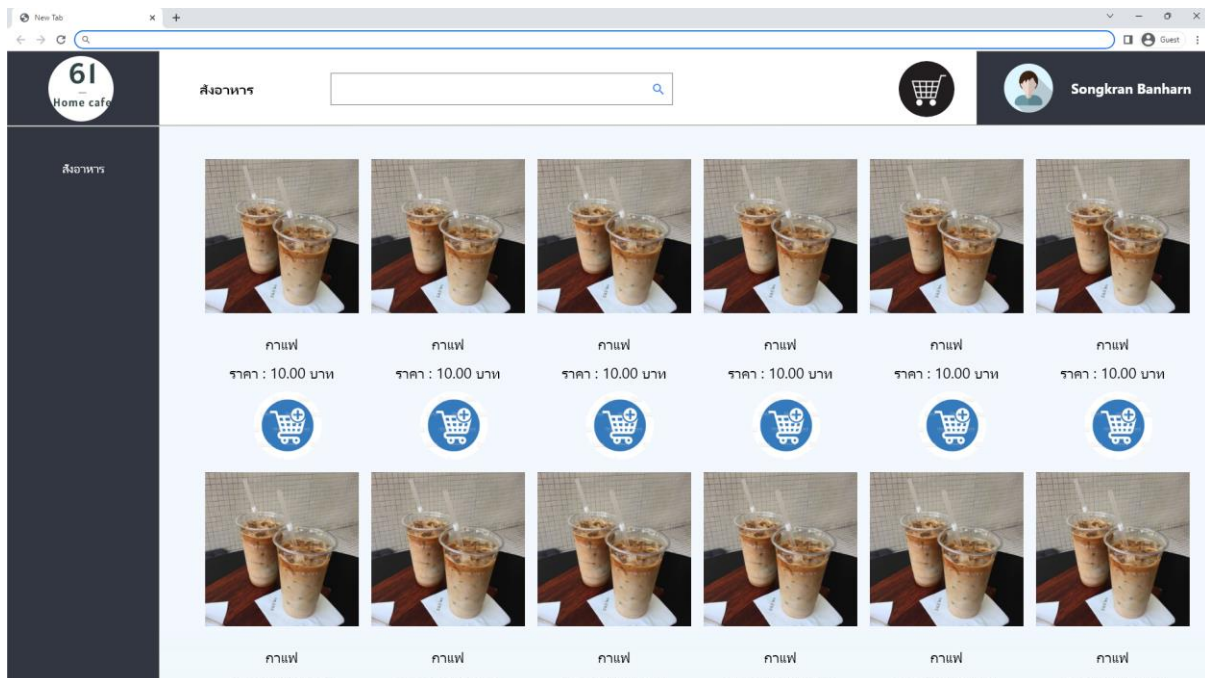 New Tab
Guest
61
Home cafe
สั่งอาหาร
Songkran Banharn
สั่งอาหาร
กาแฟ กาแฟ กาแฟ กาแฟ กาแฟ กาแฟ
ราคา : 10.00 บาท ราคา : 10.00 บาท ราคา : 10.00 บาท ราคา : 10.00 บาท ราคา : 10.00 บาท ราคา : 10.00 บาท
กาแฟ กาแฟ กาแฟ กาแฟ กาแฟ กาแฟ